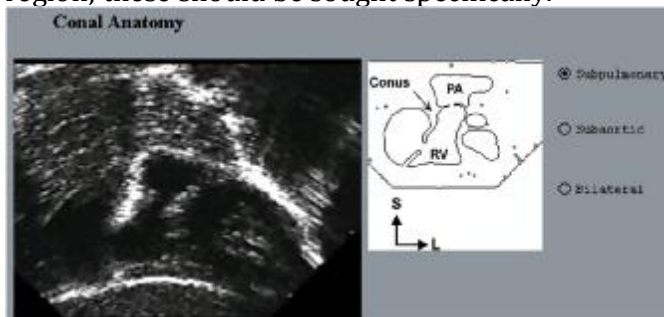 region, these should be sought specifically.
Conal Anatomy
Conus
PA
RV
S
L
Subpulmonary
Subaortic
Bilateral